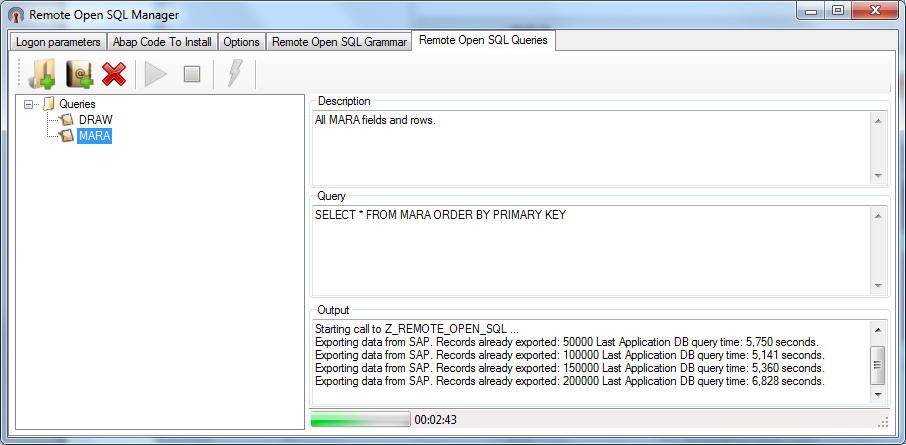 Remote Open SQL Manager
Logon parameters Abap Code To Install Options Remote Open SQL Grammar Remote Open SQL Queries
Queries
DRAW
MARA
Description
All MARA fields and rows.
Query
SELECT * FROM MARA ORDER BY PRIMARY KEY
Output
Starting call to Z_REMOTE_OPEN_SQL ...
Exporting data from SAP. Records already exported: 50000 Last Application DB query time: 5,750 seconds.
Exporting data from SAP. Records already exported: 100000 Last Application DB query time: 5,141 seconds.
Exporting data from SAP. Records already exported: 150000 Last Application DB query time: 5,360 seconds.
Exporting data from SAP. Records already exported: 200000 Last Application DB query time: 6,828 seconds.
00:02:43